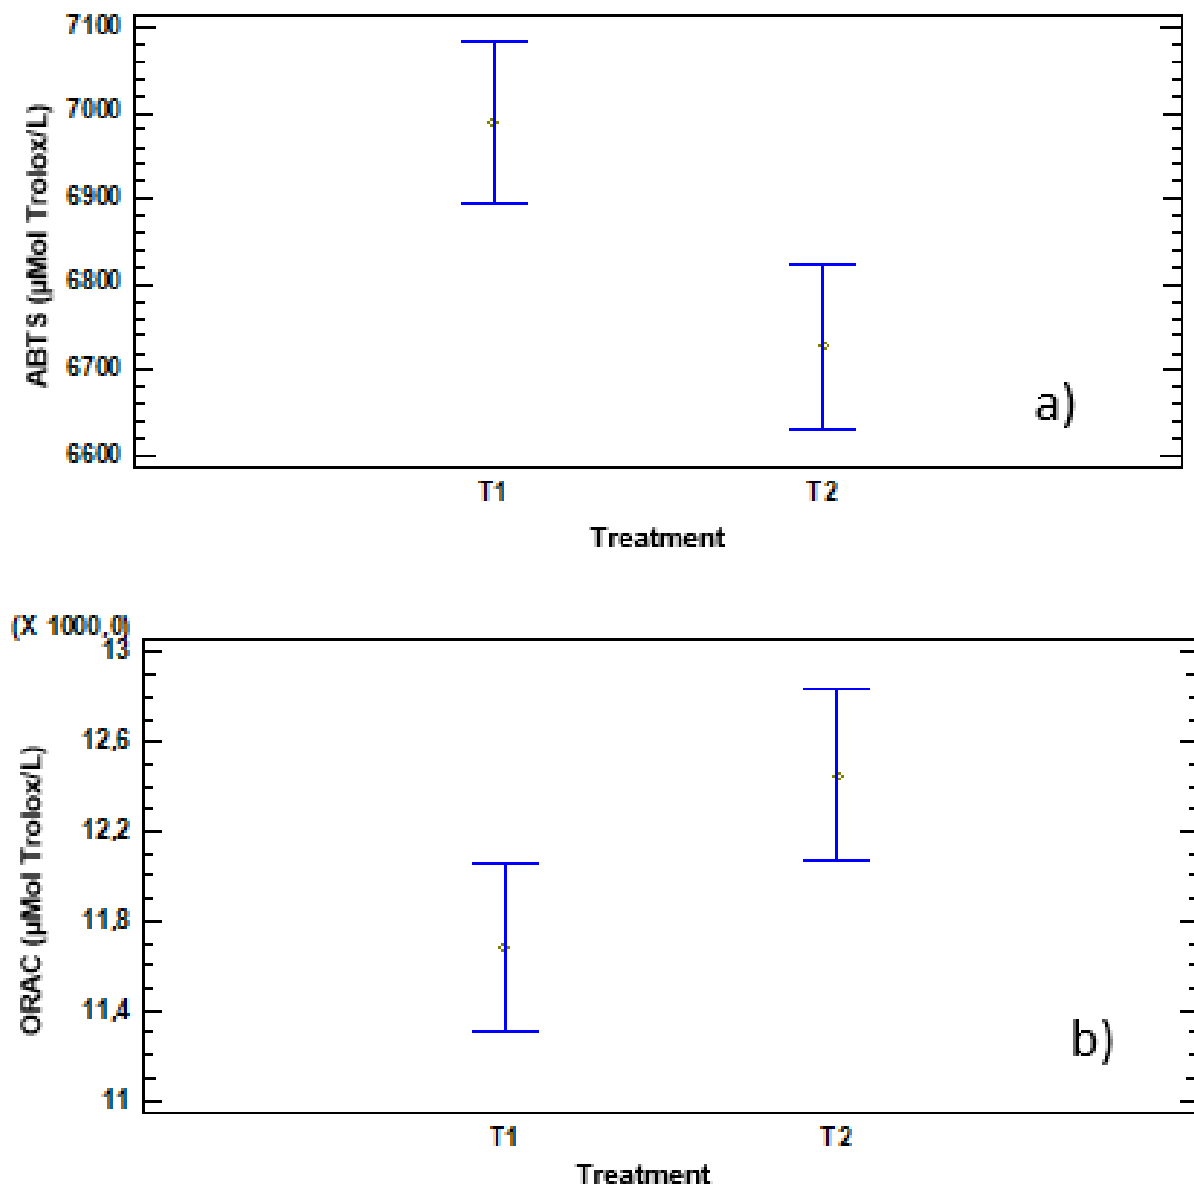 7100
7000
6900
6800
6700
6600
ABTS (µMol Trolox/L)
a)
T1 T2
Treatment
(X 1000,0)
13
12,6
12,2
11,8
11,4
11
ORAC (µMol Trolox/L)
b)
T1 T2
Treatment